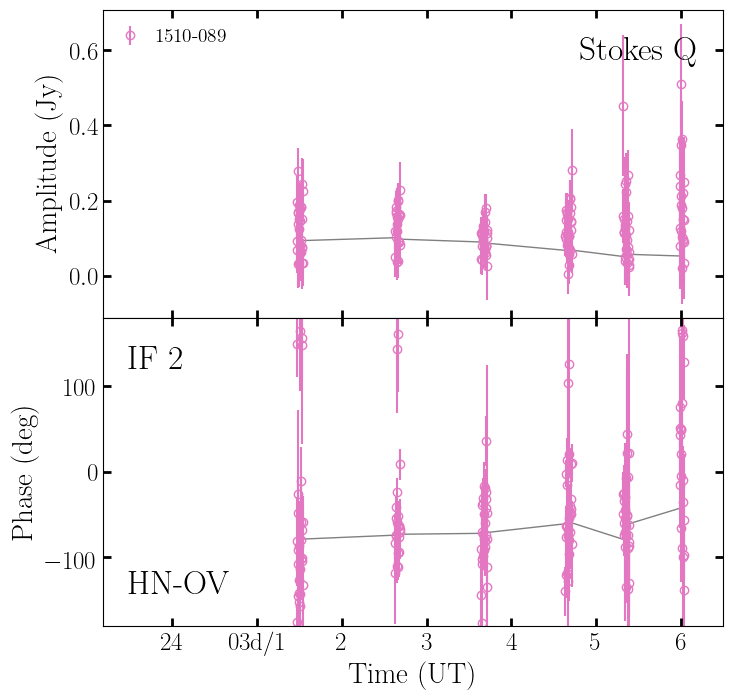 1510-089
Stokes Q
Amplitude (Jy)
0.6
0.4
0.2
0.0
IF 2
HN-OV
Phase (deg)
100
0
−100
24
03d/1
2
3
4
5
6
Time (UT)